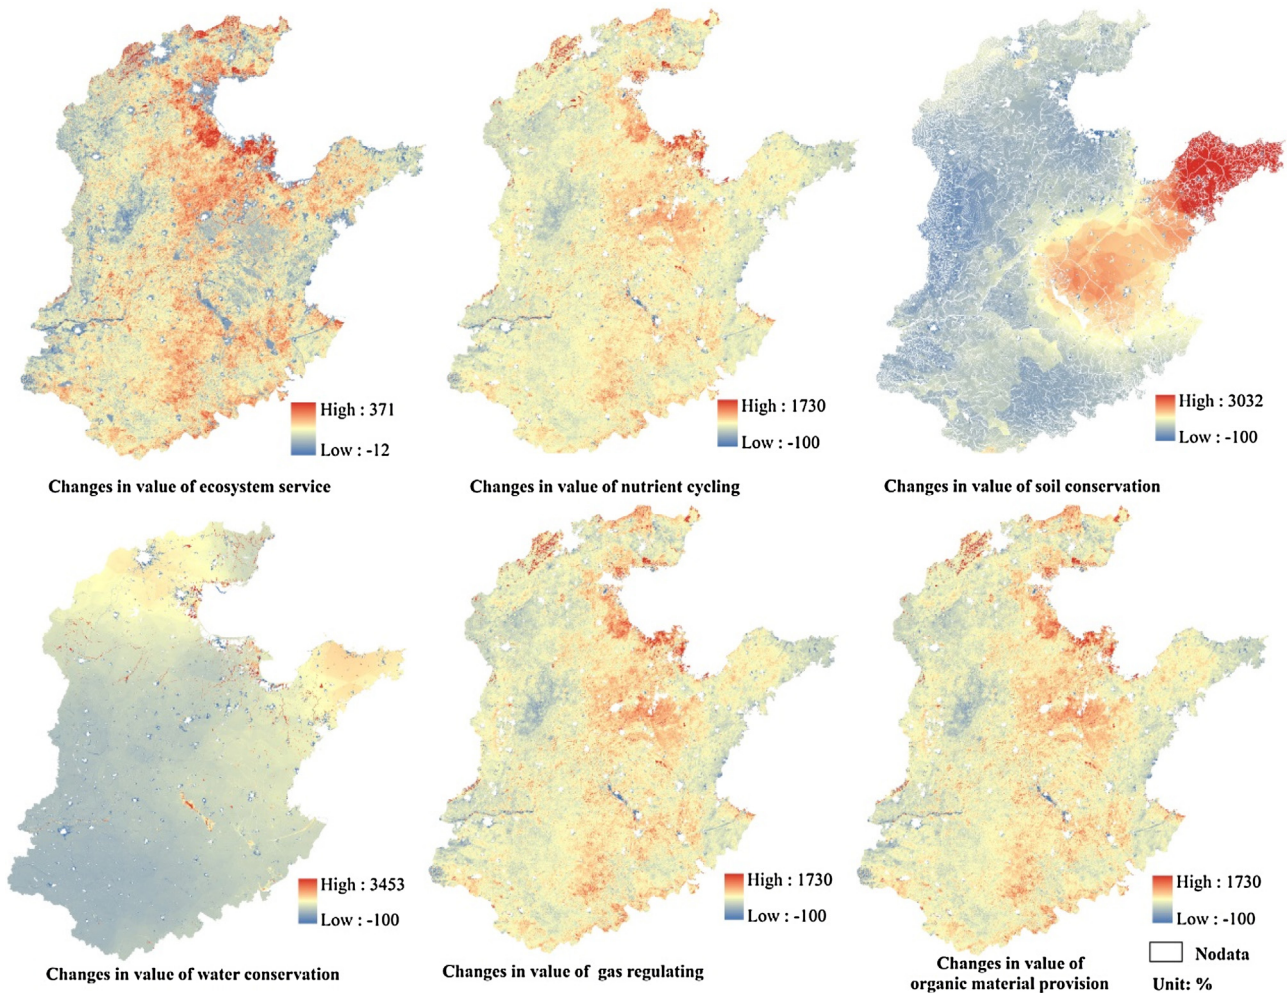 High : 371
Low : -12
Changes in value of ecosystem service
High : 1730
Low : -100
Changes in value of nutrient cycling
High : 3032
Low : -100
Changes in value of soil conservation
High : 3453
Low : -100
Changes in value of water conservation
High : 1730
Low : -100
Changes in value of gas regulating
High : 1730
Low : -100
Nodata
Unit: %
Changes in value of
organic material provision